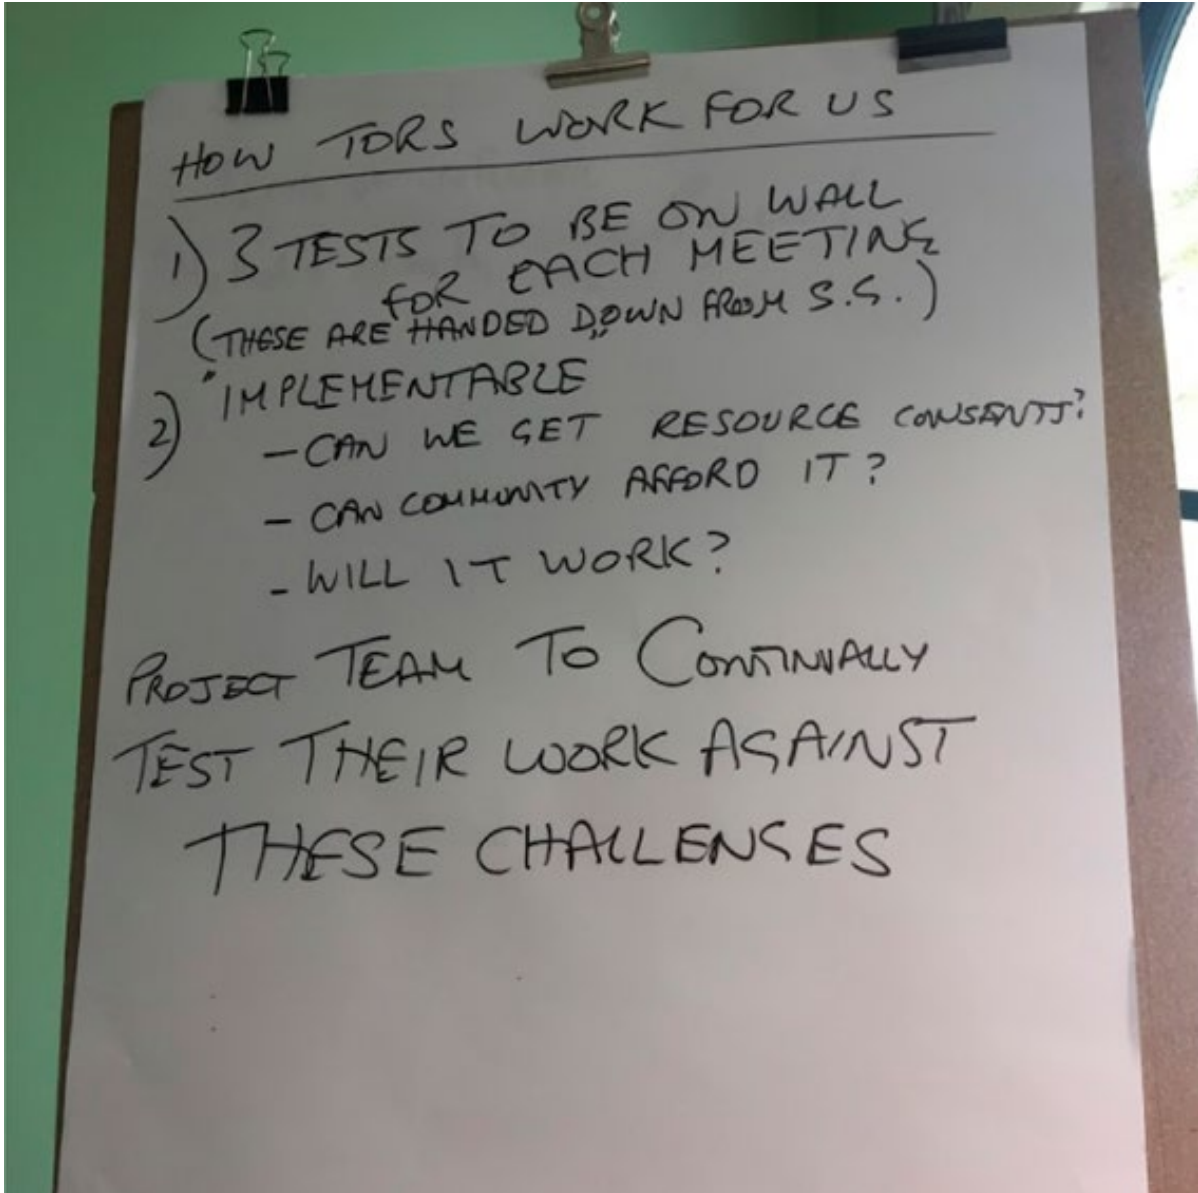 HOW TORS WORK FOR US
1) 3 TESTS TO BE ON WALL
FOR EACH MEETING
(THESE ARE HANDED DOWN FROM S.G.)
2) "IMPLEMENTABLE"
- CAN WE GET RESOURCE CONSENTS?
- CAN COMMUNITY AFFORD IT?
- WILL IT WORK?
PROJECT TEAM TO CONTINUALLY
TEST THEIR WORK AGAINST
THESE CHALLENGES